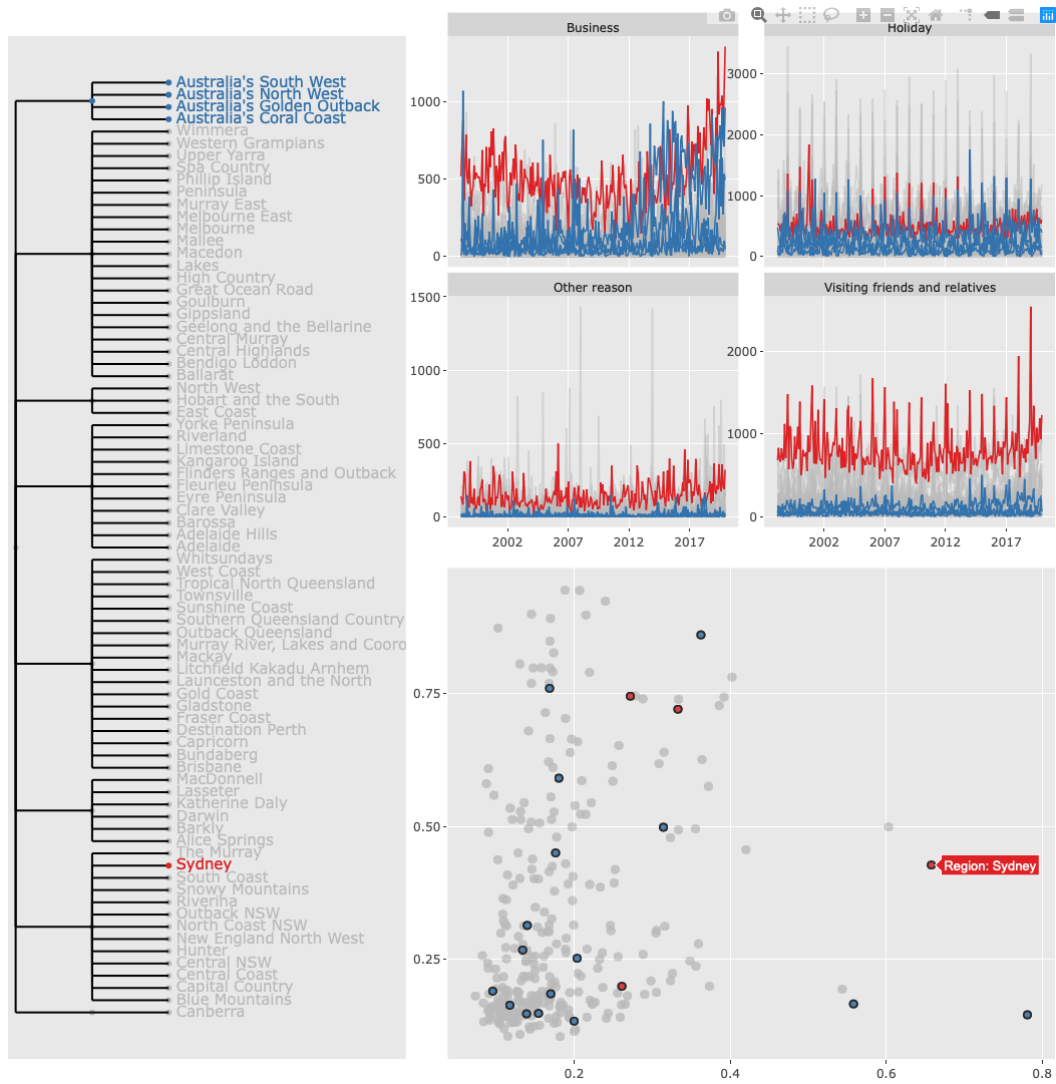 Australia's South West
Australia's North West
Australia's Golden Outback
Australia's Coral Coast
Wimmera
Western Grampians
Upper Yarra
Spa Country
Phillip Island
Peninsula
Murray East
Melbourne East
Melbourne
Mallee
Macedon
Lakes
High Country
Great Ocean Road
Goulburn
Gippsland
Geelong and the Bellarine
Central Murray
Central Highlands
Bendigo Loddon
Ballarat
North West
Hobart and the South
East Coast
Yorke Peninsula
Riverland
Limestone Coast
Kangaroo Island
Flinders Ranges and Outback
Fleurieu Peninsula
Eyre Peninsula
Clare Valley
Barossa
Adelaide Hills
Adelaide
Whitsundays
West Coast
Tropical North Queensland
Townsville
Sunshine Coast
Southern Queensland Country
Outback Queensland
Murray River, Lakes and Cooro
Mackay
Litchfield Kakadu Arnhem
Launceston and the North
Gold Coast
Gladstone
Fraser Coast
Destination Perth
Capricorn
Bundaberg
Brisbane
MacDonnell
Lasseter
Katherine Daly
Darwin
Barkly
Alice Springs
The Murray
Sydney
South Coast
Snowy Mountains
Riverina
Outback NSW
North Coast NSW
New England North West
Hunter
Central NSW
Central Coast
Capital Country
Blue Mountains
Canberra
Business
1000
500
0
Holiday
3000
2000
1000
0
Other reason
1500
1000
500
0
2002 2007 2012 2017
Visiting friends and relatives
2000
1000
0
2002 2007 2012 2017
0.75
0.50
0.25
Region: Sydney
0.2 0.4 0.6 0.8